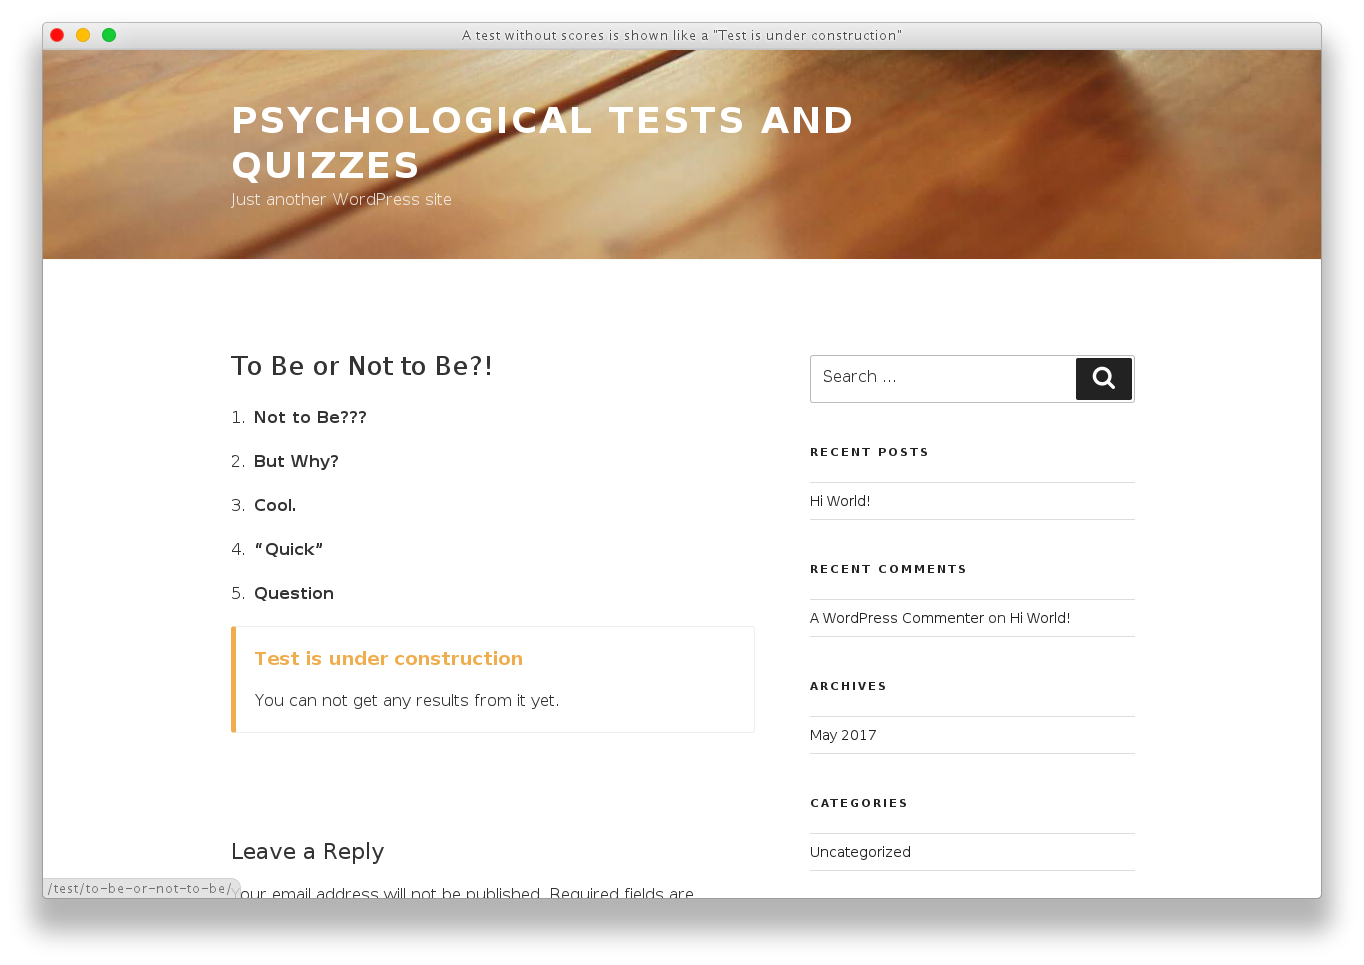 A test without scores is shown like a "Test is under construction"
PSYCHOLOGICAL TESTS AND
QUIZZES
Just another WordPress site
To Be or Not to Be?!
1. Not to Be???
2. But Why?
3. Cool.
4. “Quick”
5. Question
Test is under construction
You can not get any results from it yet.
Leave a Reply
Your email address will not be published. Required fields are
/test/to-be-or-not-to-be/
Search …
RECENT POSTS
Hi World!
RECENT COMMENTS
A WordPress Commenter on Hi World!
ARCHIVES
May 2017
CATEGORIES
Uncategorized